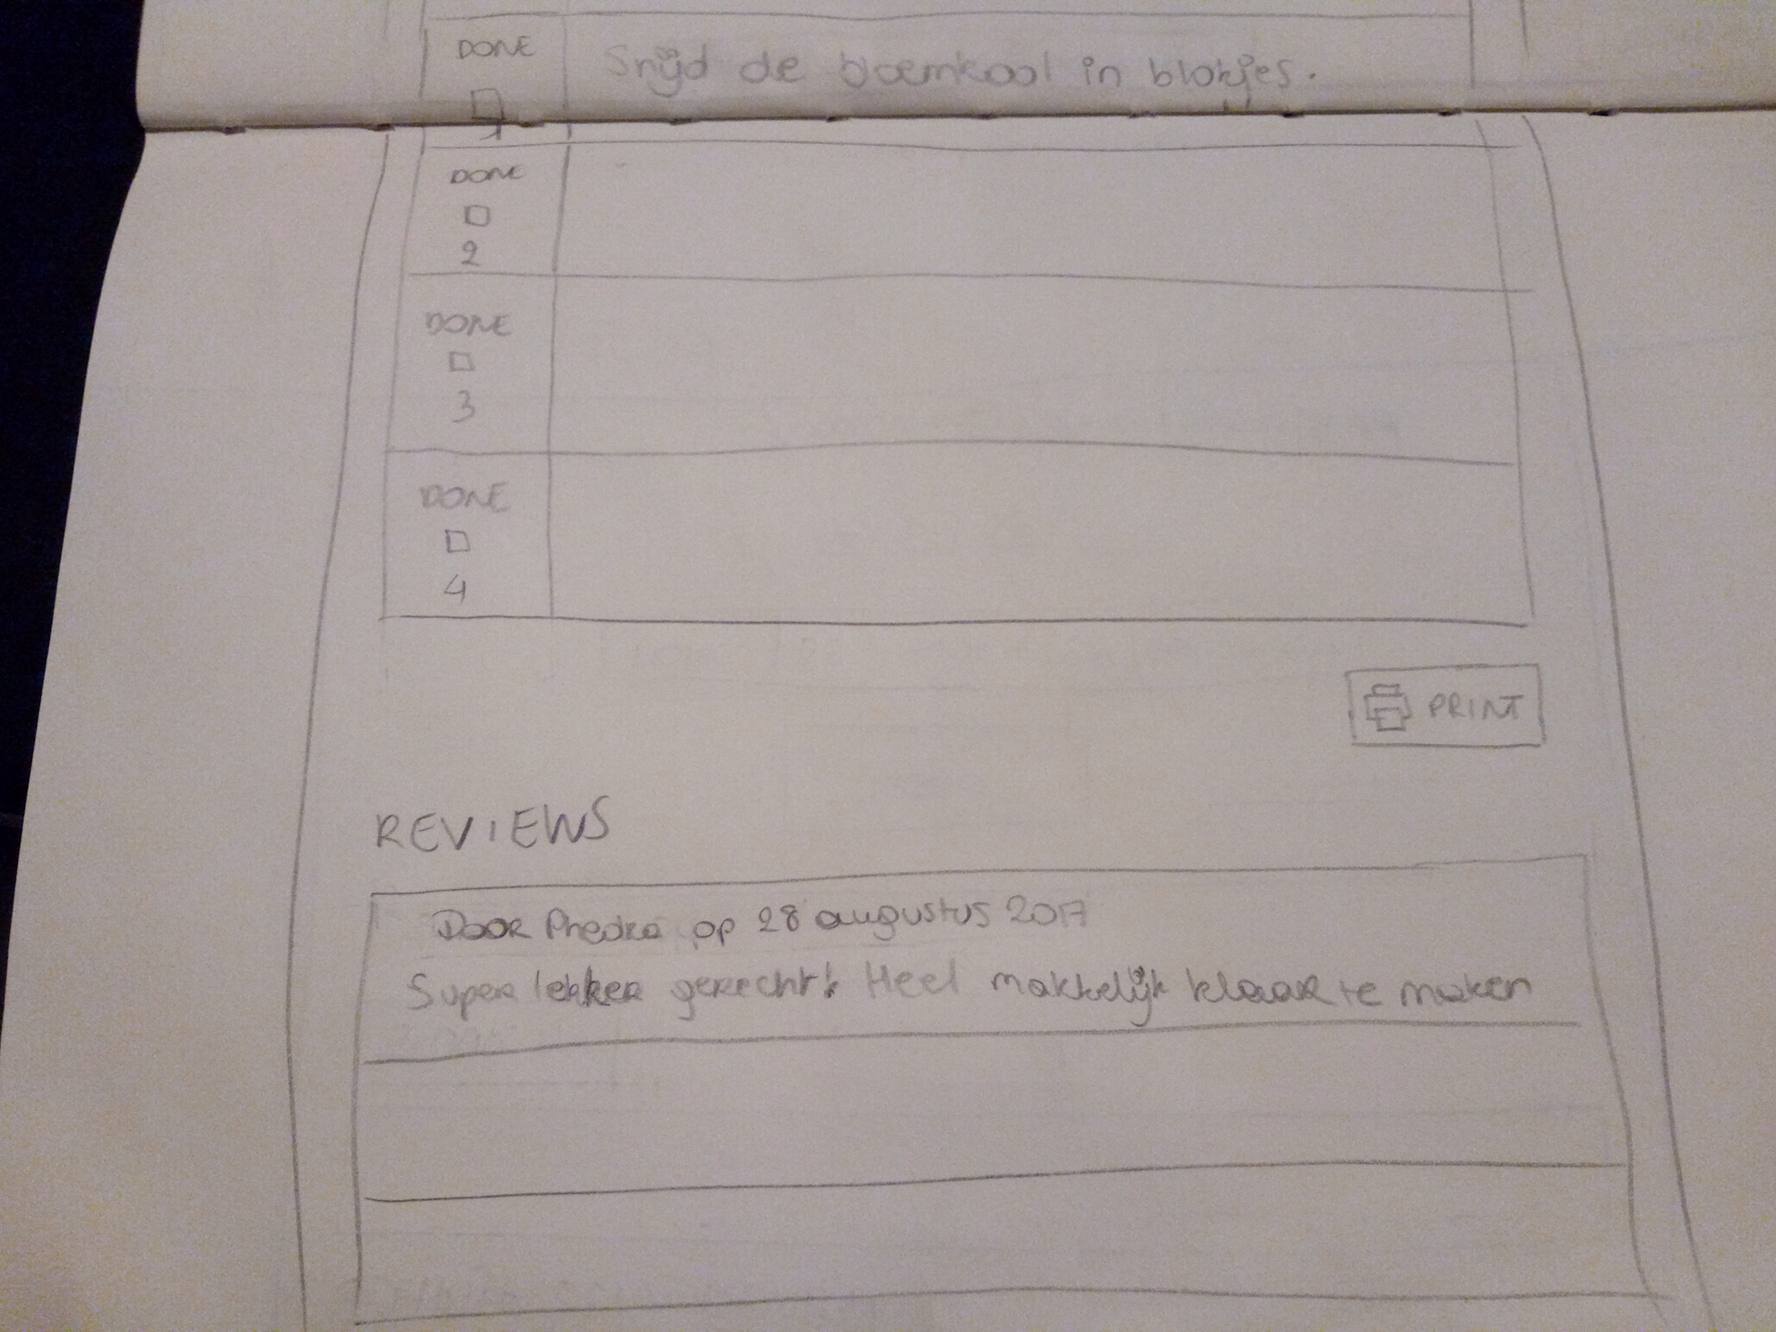 DONE
Snijd de bloemkool in blokjes.
1
DONE
2
DONE
3
DONE
4
PRINT
REVIEWS
Door Phedra op 28 augustus 2017
Super lekker gerecht! Heel makkelijk klaar te maken